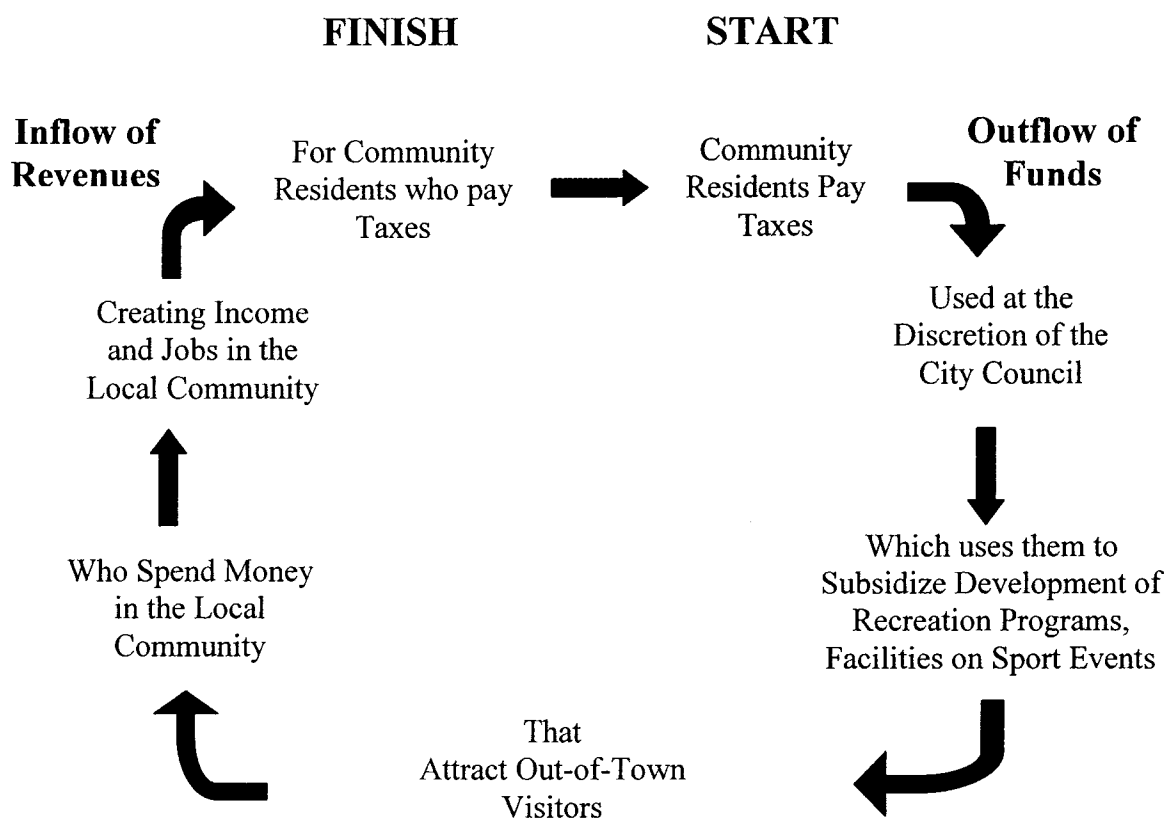 FINISH
START
Inflow of
Revenues
For Community
Residents who pay
Taxes
Community
Residents Pay
Taxes
Outflow of
Funds
Used at the
Discretion of the
City Council
Which uses them to
Subsidize Development of
Recreation Programs,
Facilities on Sport Events
That
Attract Out-of-Town
Visitors
Who Spend Money
in the Local
Community
Creating Income
and Jobs in the
Local Community